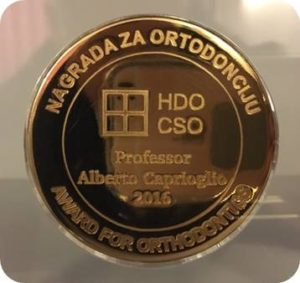 NAGRADA ZA ORTODONCIJU
HDO
CSO
Professor
Alberto Caprioglio
2016
AWARD FOR ORTHODONTICS